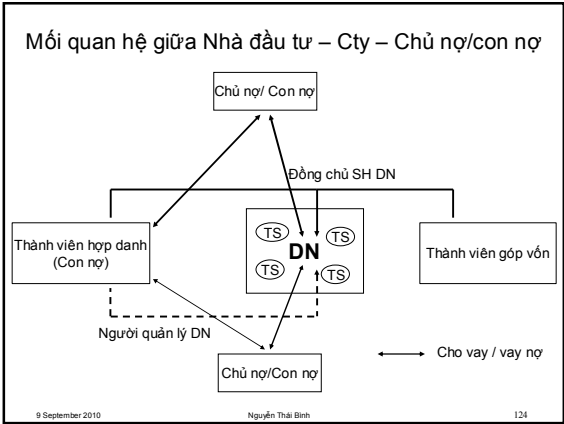 Mối quan hệ giữa Nhà đầu tư – Cty – Chủ nợ/con nợ
Chủ nợ/ Con nợ
Đồng chủ SH DN
Thành viên hợp danh
(Con nợ)
TS
TS
DN
TS
TS
Thành viên góp vốn
Người quản lý DN
Cho vay / vay nợ
Chủ nợ/Con nợ
9 September 2010
Nguyễn Thái Bình
124